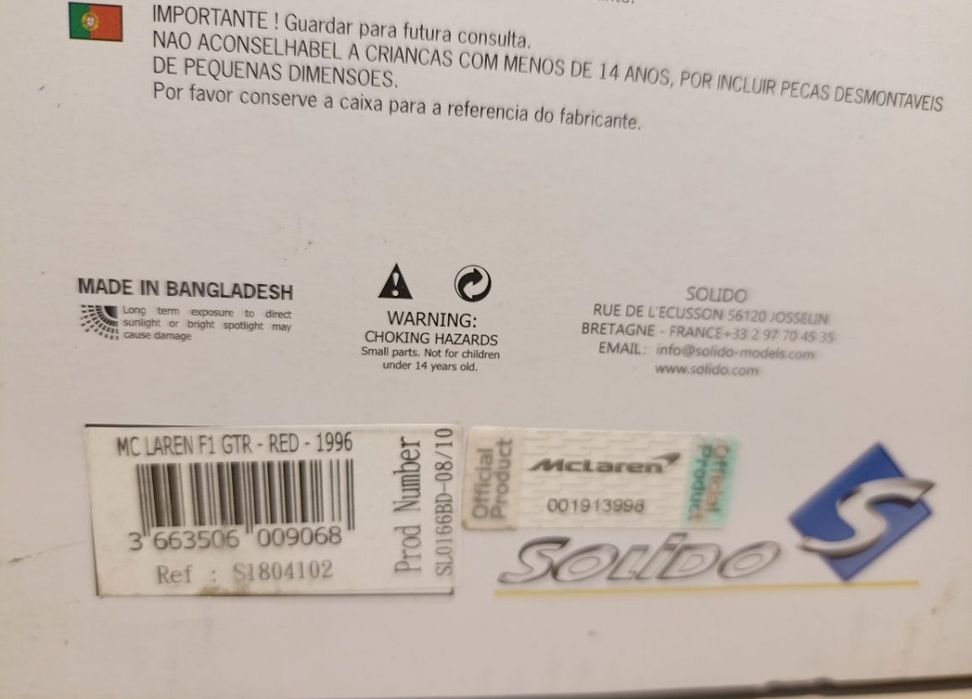 IMPORTANTE ! Guardar para futura consulta.
NAO ACONSELHABEL A CRIANCAS COM MENOS DE 14 ANOS, POR INCLUIR PECAS DESMONTAVEIS
DE PEQUENAS DIMENSOES.
Por favor conserve a caixa para a referencia do fabricante.
MADE IN BANGLADESH
Long term exposure to direct
sunlight or bright spotlight may
cause damage
WARNING:
CHOKING HAZARDS
Small parts. Not for children
under 14 years old.
SOLIDO
RUE DE L'ECUSSON 56120 JOSSELIN
BRETAGNE - FRANCE+33 2 97 70 45 35
EMAIL: info@solido-models.com
www.solido.com
MC LAREN F1 GTR - RED - 1996
3 663506 009068
Ref : S1804102
Prod Number
SL0166BD-08/10
Official
Product
McLaren
001913998
Official
Product
SOLIDO
S